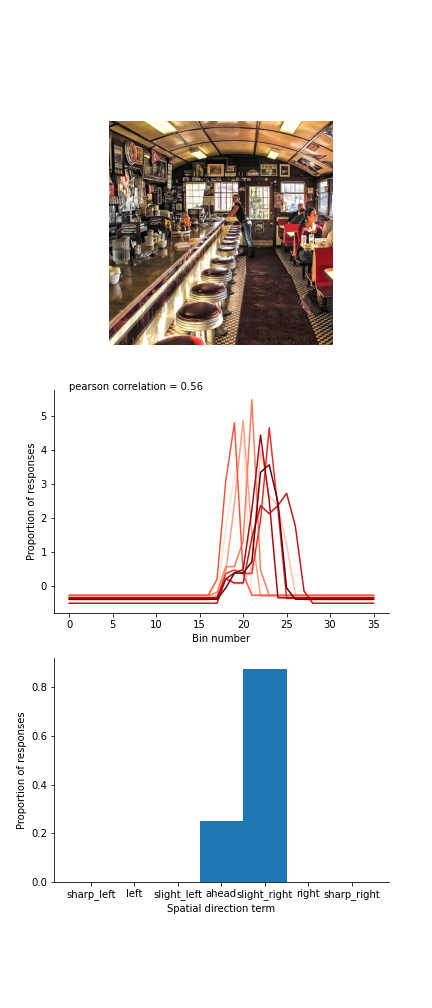 pearson correlation = 0.56
Proportion of responses
5
4
3
2
1
0
0 5 10 15 20 25 30 35
Bin number
Proportion of responses
0.8
0.6
0.4
0.2
0.0
sharp_left left slight_left ahead slight_right right sharp_right
Spatial direction term